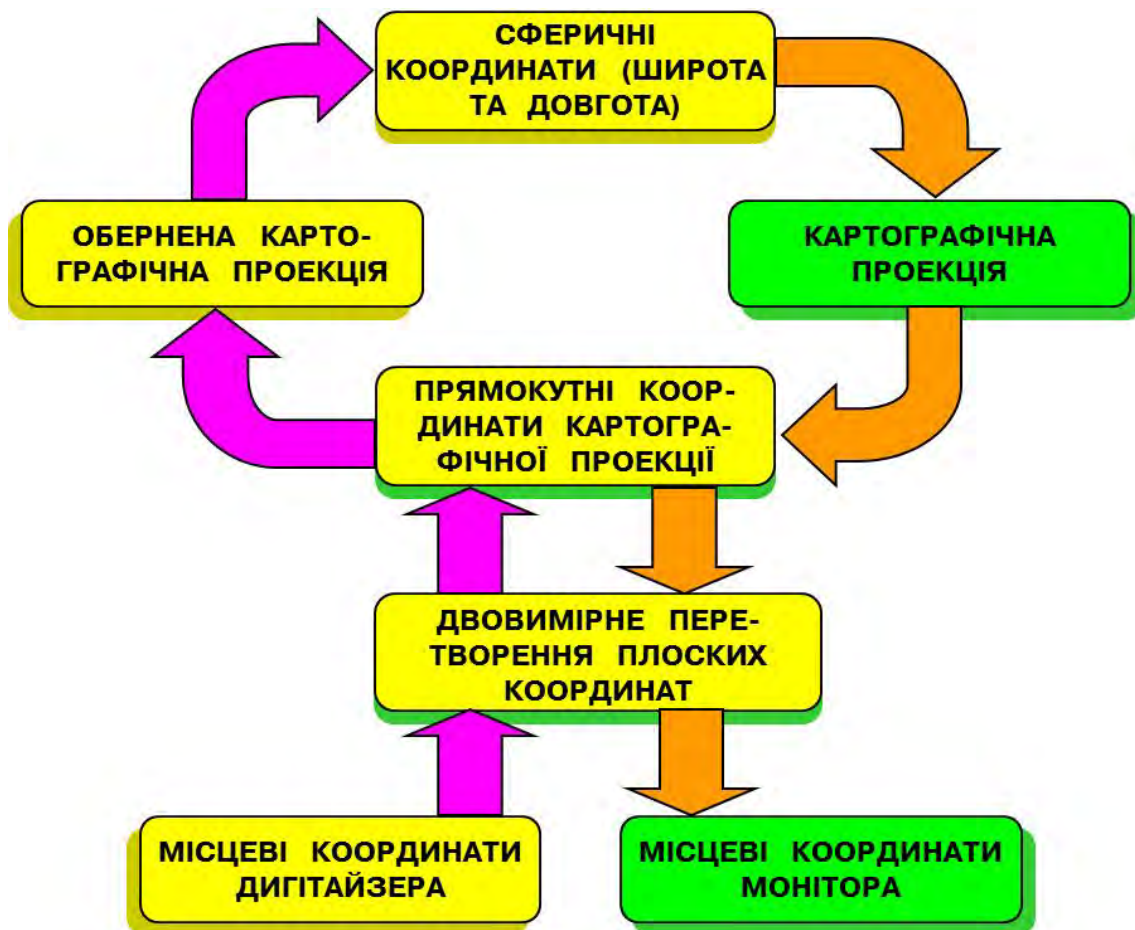 СФЕРИЧНІ
КООРДИНАТИ (ШИРОТА
ТА ДОВГОТА)
ОБЕРНЕНА КАРТО-
ГРАФІЧНА ПРОЕКЦІЯ
КАРТОГРАФІЧНА
ПРОЕКЦІЯ
ПРЯМОКУТНІ КООР-
ДИНАТИ КАРТОГРА-
ФІЧНОЇ ПРОЕКЦІЇ
ДВОВИМІРНЕ ПЕРЕ-
ТВОРЕННЯ ПЛОСКИХ
КООРДИНАТ
МІСЦЕВІ КООРДИНАТИ
ДИГІТАЙЗЕРА
МІСЦЕВІ КООРДИНАТИ
МОНІТОРА